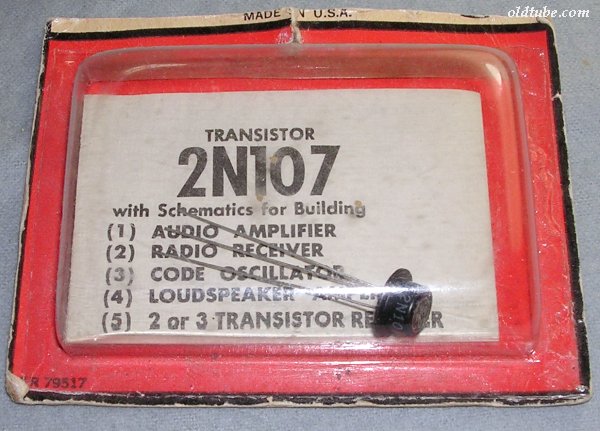 oldtube.com
MADE IN U.S.A.
TRANSISTOR
2N107
with Schematics for Building
(1) AUDIO AMPLIFIER
(2) RADIO RECEIVER
(3) CODE OSCILLATOR
(4) LOUDSPEAKER
(5) 2 or 3 TRANSISTOR
79517